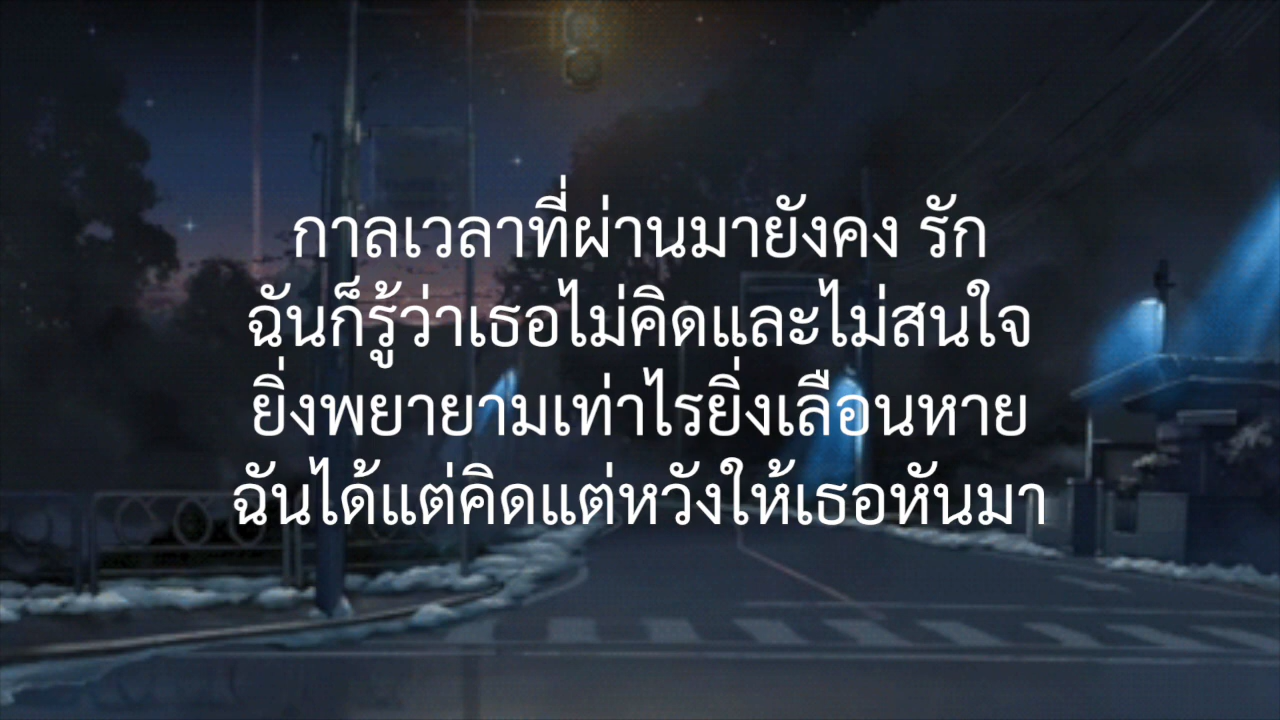 กาลเวลาที่ผ่านมายังคง รัก
ฉันก็รู้ว่าเธอไม่คิดและไม่สนใจ
ยิ่งพยายามเท่าไรยิ่งเลือนหาย
ฉันได้แต่คิดแต่หวังให้เธอหันมา